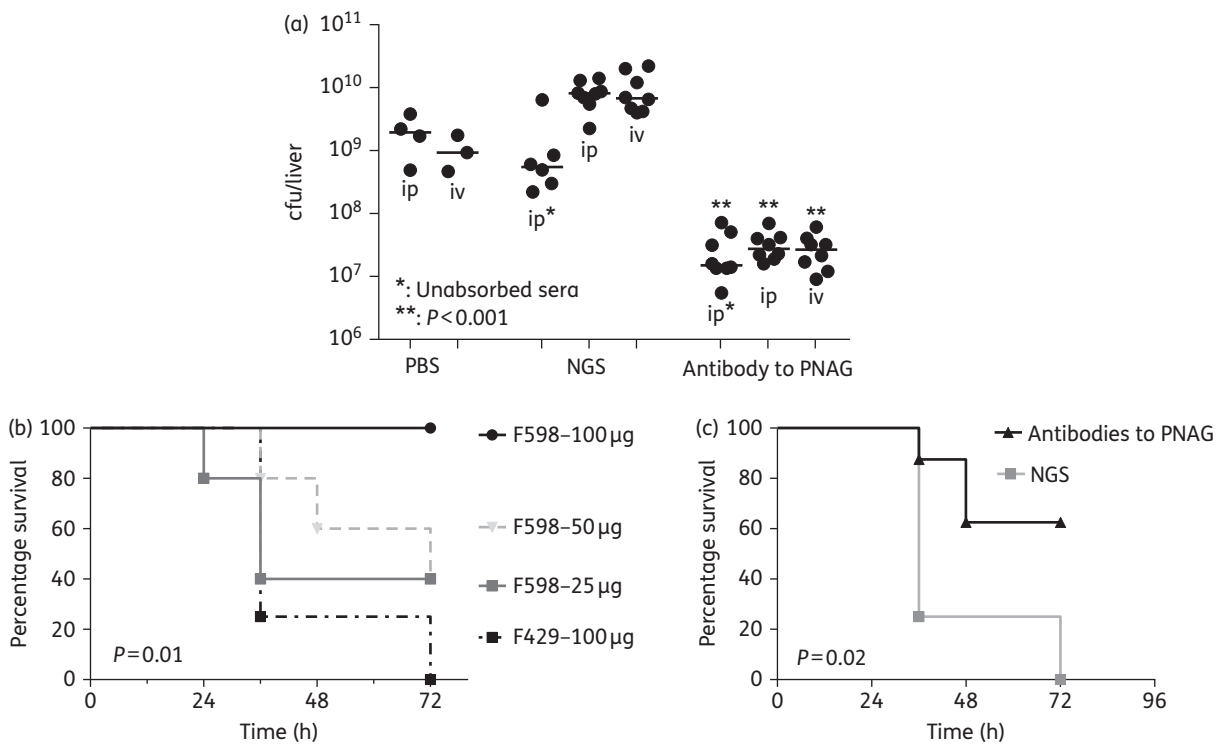 (a)
10¹¹
10¹⁰
10⁹
10⁸
10⁷
10⁶
cfu/liver
ip
iv
ip*
ip
iv
**
**
**
ip*
ip
iv
*: Unabsorbed sera
**: P<0.001
PBS
NGS
Antibody to PNAG
(b)
100
80
60
40
20
0
Percentage survival
P=0.01
0
24
48
72
Time (h)
F598–100 µg
F598–50 µg
F598–25 µg
F429–100 µg
(c)
100
80
60
40
20
0
Percentage survival
P=0.02
0
24
48
72
96
Time (h)
Antibodies to PNAG
NGS